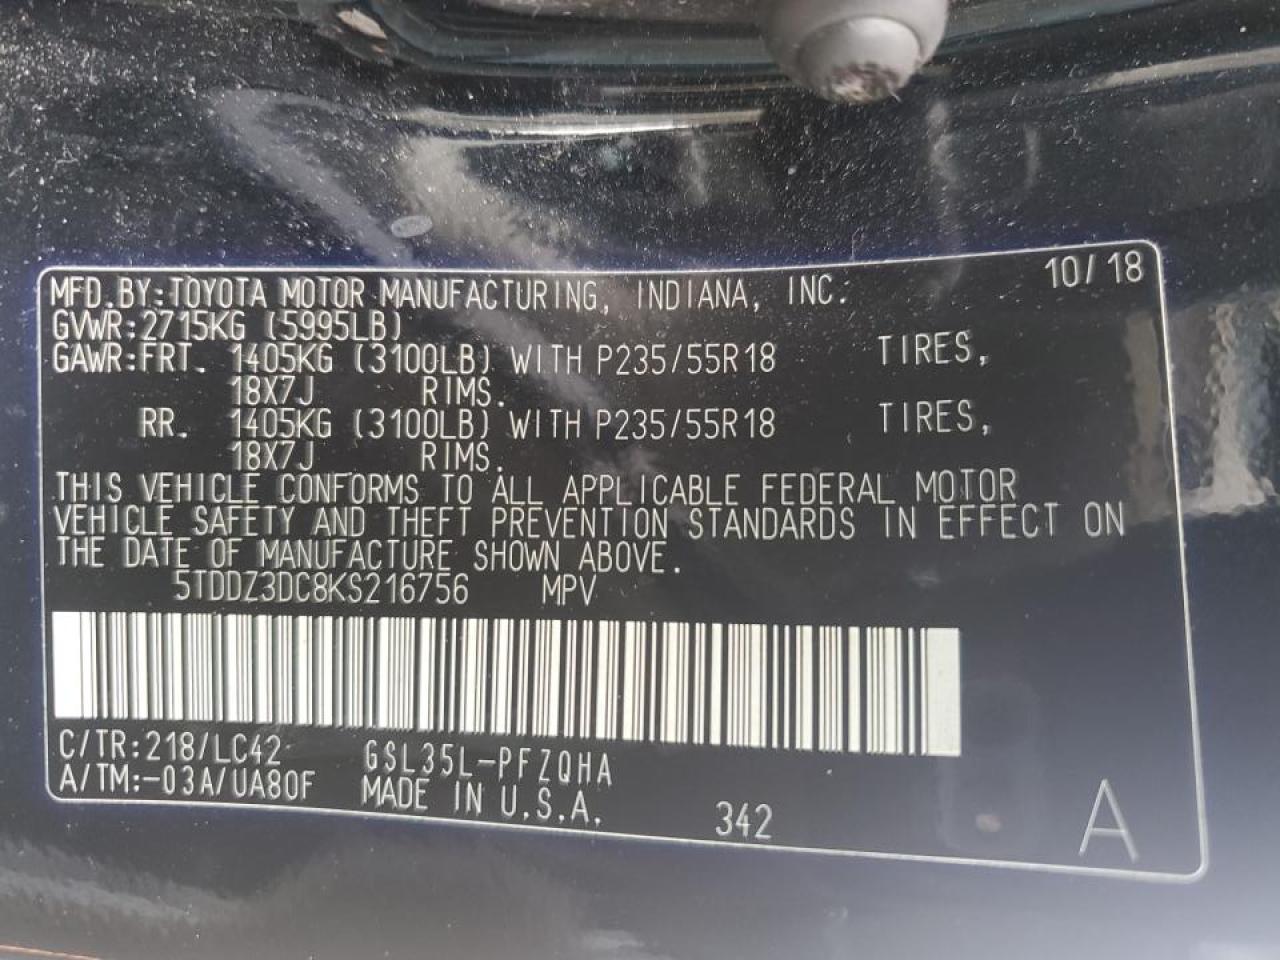 10/18
MFD.BY:TOYOTA MOTOR MANUFACTURING, INDIANA, INC.
GVWR:2715KG (5995LB)
GAWR:FRT. 1405KG (3100LB) WITH P235/55R18 TIRES,
18X7J RIMS.
RR. 1405KG (3100LB) WITH P235/55R18 TIRES,
18X7J RIMS.
THIS VEHICLE CONFORMS TO ALL APPLICABLE FEDERAL MOTOR
VEHICLE SAFETY AND THEFT PREVENTION STANDARDS IN EFFECT ON
THE DATE OF MANUFACTURE SHOWN ABOVE.
5TDDZ3DC8KS216756 MPV
C/TR:218/LC42 GSL35L-PFZQHA
A/TM:-03A/UA80F MADE IN U.S.A.
342
A